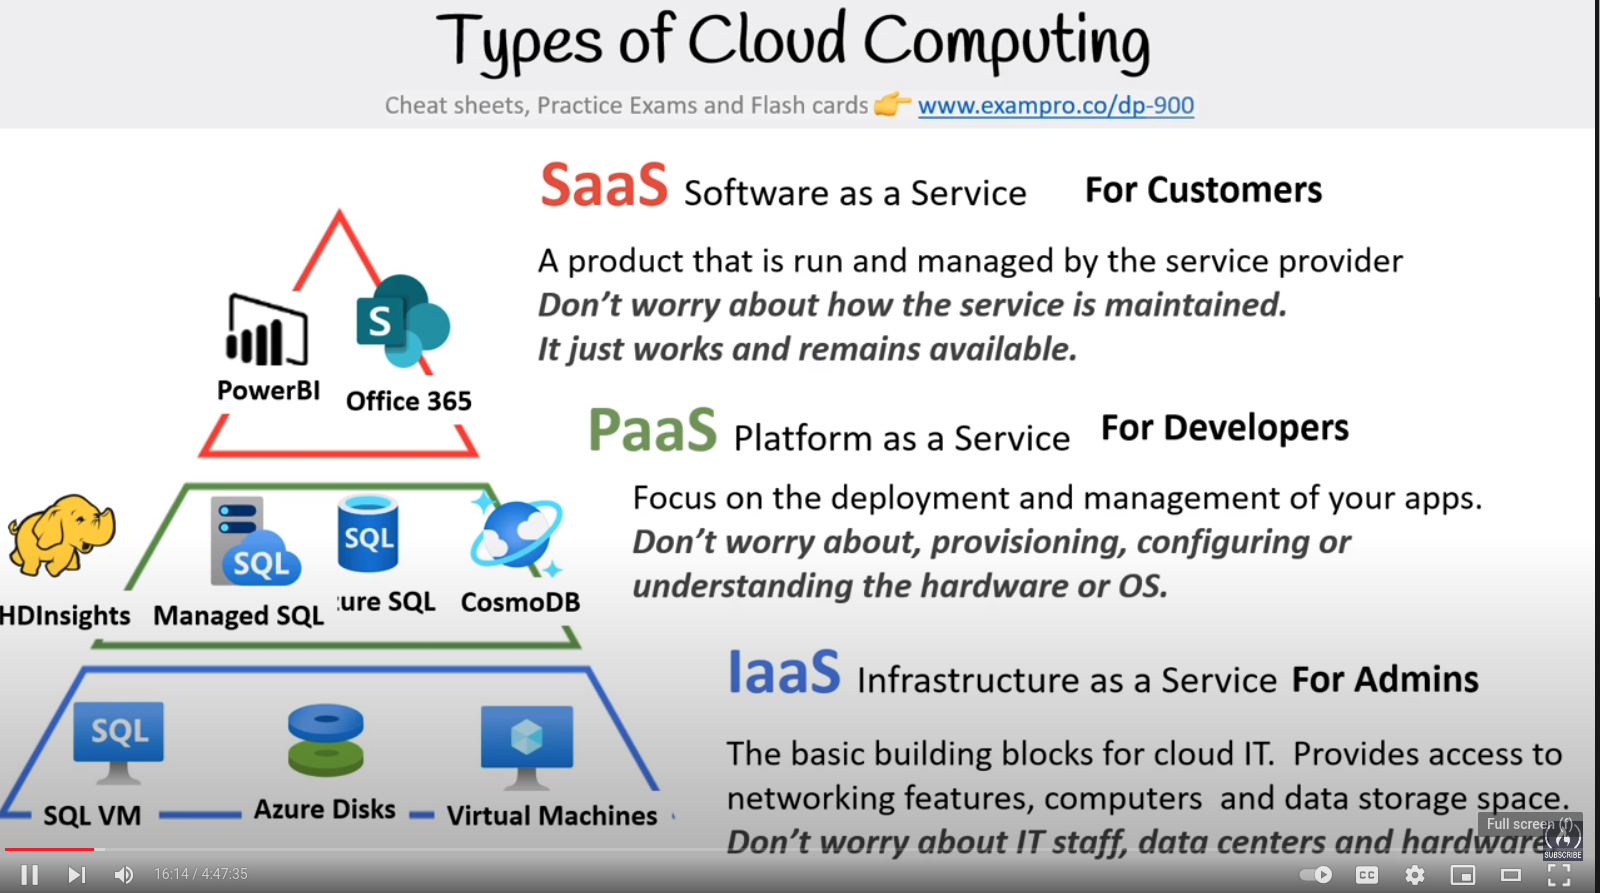 Types of Cloud Computing
Cheat sheets, Practice Exams and Flash cards 👉 www.exampro.co/dp-900
SaaS Software as a Service For Customers
A product that is run and managed by the service provider
Don't worry about how the service is maintained.
It just works and remains available.
S
PowerBI
Office 365
PaaS Platform as a Service For Developers
Focus on the deployment and management of your apps.
Don't worry about, provisioning, configuring or
understanding the hardware or OS.
SQL
SQL
HDInsights
Managed SQL
ure SQL
CosmoDB
IaaS Infrastructure as a Service For Admins
The basic building blocks for cloud IT. Provides access to
networking features, computers and data storage space.
Don't worry about IT staff, data centers and hardware
SQL
SQL VM
Azure Disks
Virtual Machines
Full screen (f)
SUBSCRIBE
16:14 / 4:47:35
CC